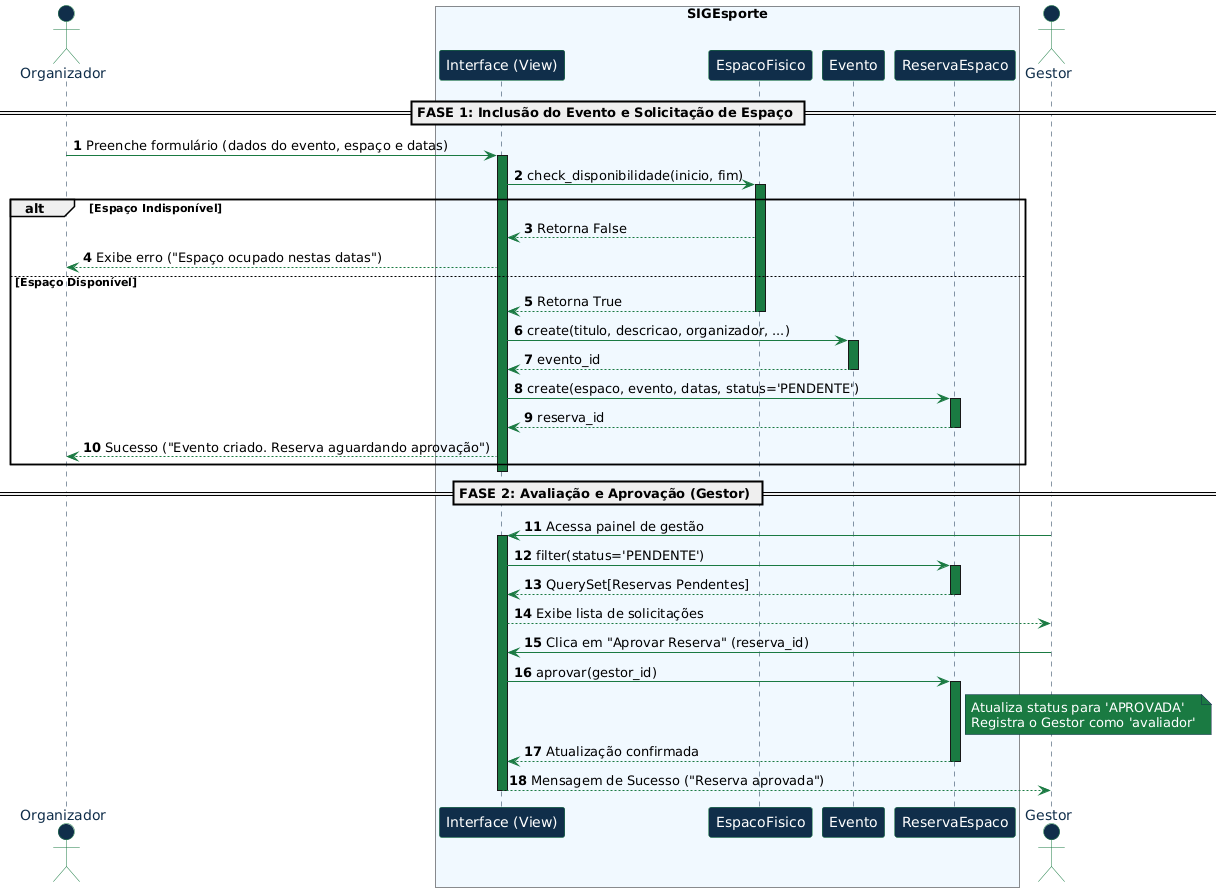 SIGEsporte
Organizador
Interface (View)
EspacoFisico
Evento
ReservaEspaco
Gestor
FASE 1: Inclusão do Evento e Solicitação de Espaço
1 Preenche formulário (dados do evento, espaço e datas)
2 check_disponibilidade(inicio, fim)
alt
[Espaço Indisponível]
3 Retorna False
4 Exibe erro ("Espaço ocupado nestas datas")
[Espaço Disponível]
5 Retorna True
6 create(titulo, descricao, organizador, ...)
7 evento_id
8 create(espaco, evento, datas, status='PENDENTE')
9 reserva_id
10 Sucesso ("Evento criado. Reserva aguardando aprovação")
FASE 2: Avaliação e Aprovação (Gestor)
11 Acessa painel de gestão
12 filter(status='PENDENTE')
13 QuerySet[Reservas Pendentes]
14 Exibe lista de solicitações
15 Clica em "Aprovar Reserva" (reserva_id)
16 aprovar(gestor_id)
Atualiza status para 'APROVADA'
Registra o Gestor como 'avaliador'
17 Atualização confirmada
18 Mensagem de Sucesso ("Reserva aprovada")
Organizador
Interface (View)
EspacoFisico
Evento
ReservaEspaco
Gestor